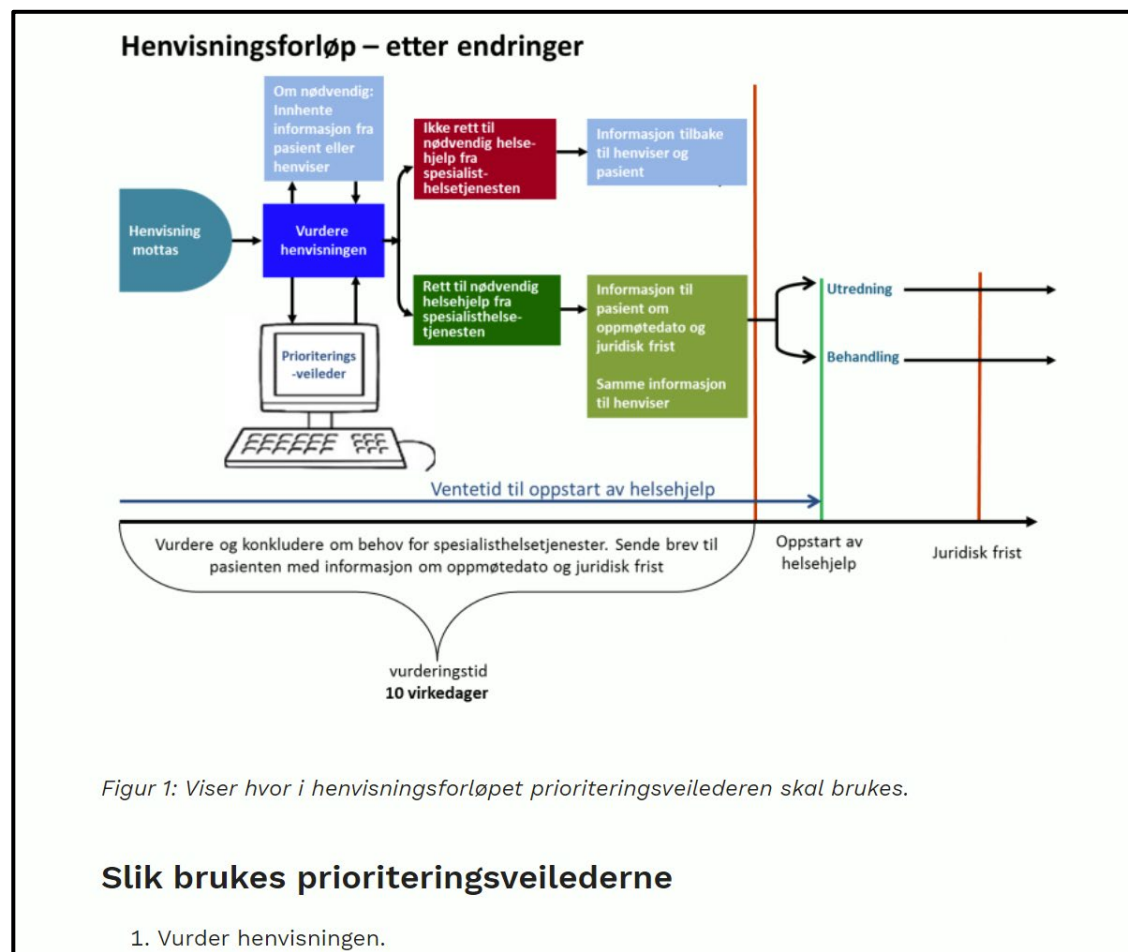 Henvisningsforløp – etter endringer
Om nødvendig:
Innhente
informasjon fra
pasient eller
henviser
Ikke rett til
nødvendig helse-
hjelp fra
spesialist-
helsetjenesten
Informasjon tilbake
til henviser og
pasient
Henvisning
mottas
Vurdere
henvisningen
Rett til nødvendig
helsehjelp fra
spesialisthelse-
tjenesten
Informasjon til
pasient om
oppmøtedato og
juridisk frist
Samme informasjon
til henviser
Utredning
Behandling
Prioriterings
-veileder
Ventetid til oppstart av helsehjelp
Vurdere og konkludere om behov for spesialisthelsetjenester. Sende brev til
pasienten med informasjon om oppmøtedato og juridisk frist
Oppstart av
helsehjelp
Juridisk frist
vurderingstid
10 virkedager
Figur 1: Viser hvor i henvisningsforløpet prioriteringsveilederen skal brukes.
Slik brukes prioriteringsveilederne
1. Vurder henvisningen.